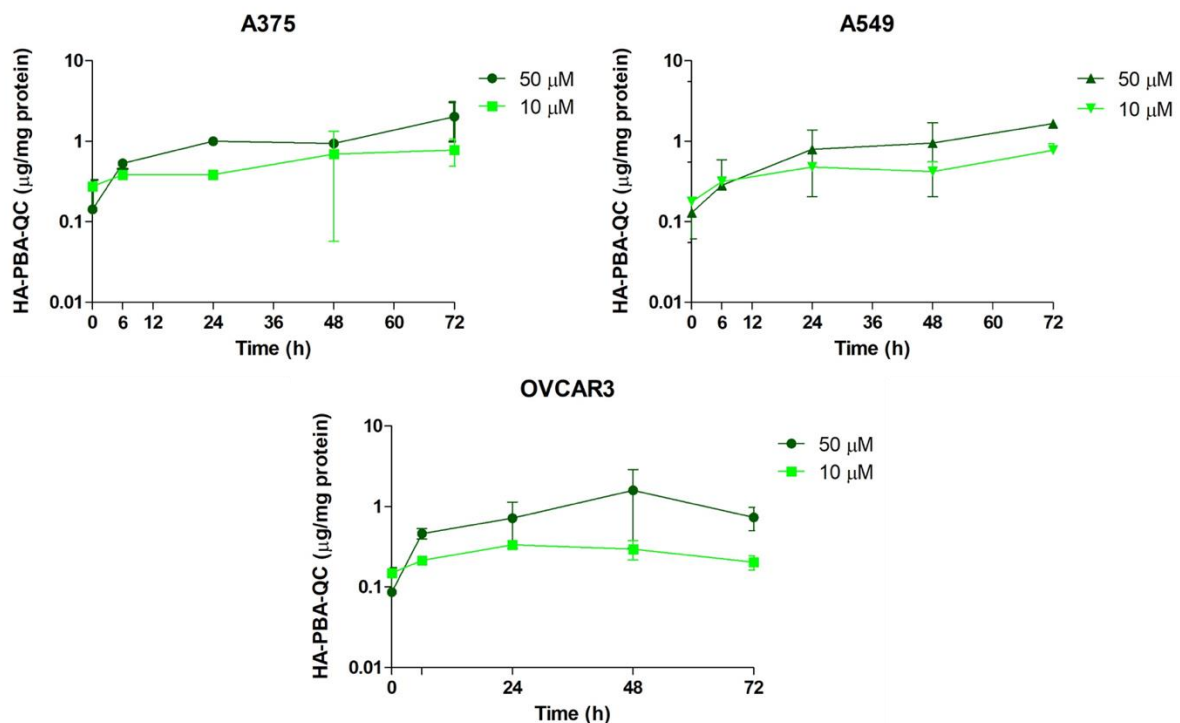 A375
HA-PBA-QC (μg/mg protein)
10
1
0.1
0.01
0 6 12 24 36 48 60 72
Time (h)
50 μM
10 μM
A549
HA-PBA-QC (μg/mg protein)
10
1
0.1
0.01
0 6 12 24 36 48 60 72
Time (h)
50 μM
10 μM
OVCAR3
HA-PBA-QC (μg/mg protein)
10
1
0.1
0.01
0 24 48 72
Time (h)
50 μM
10 μM